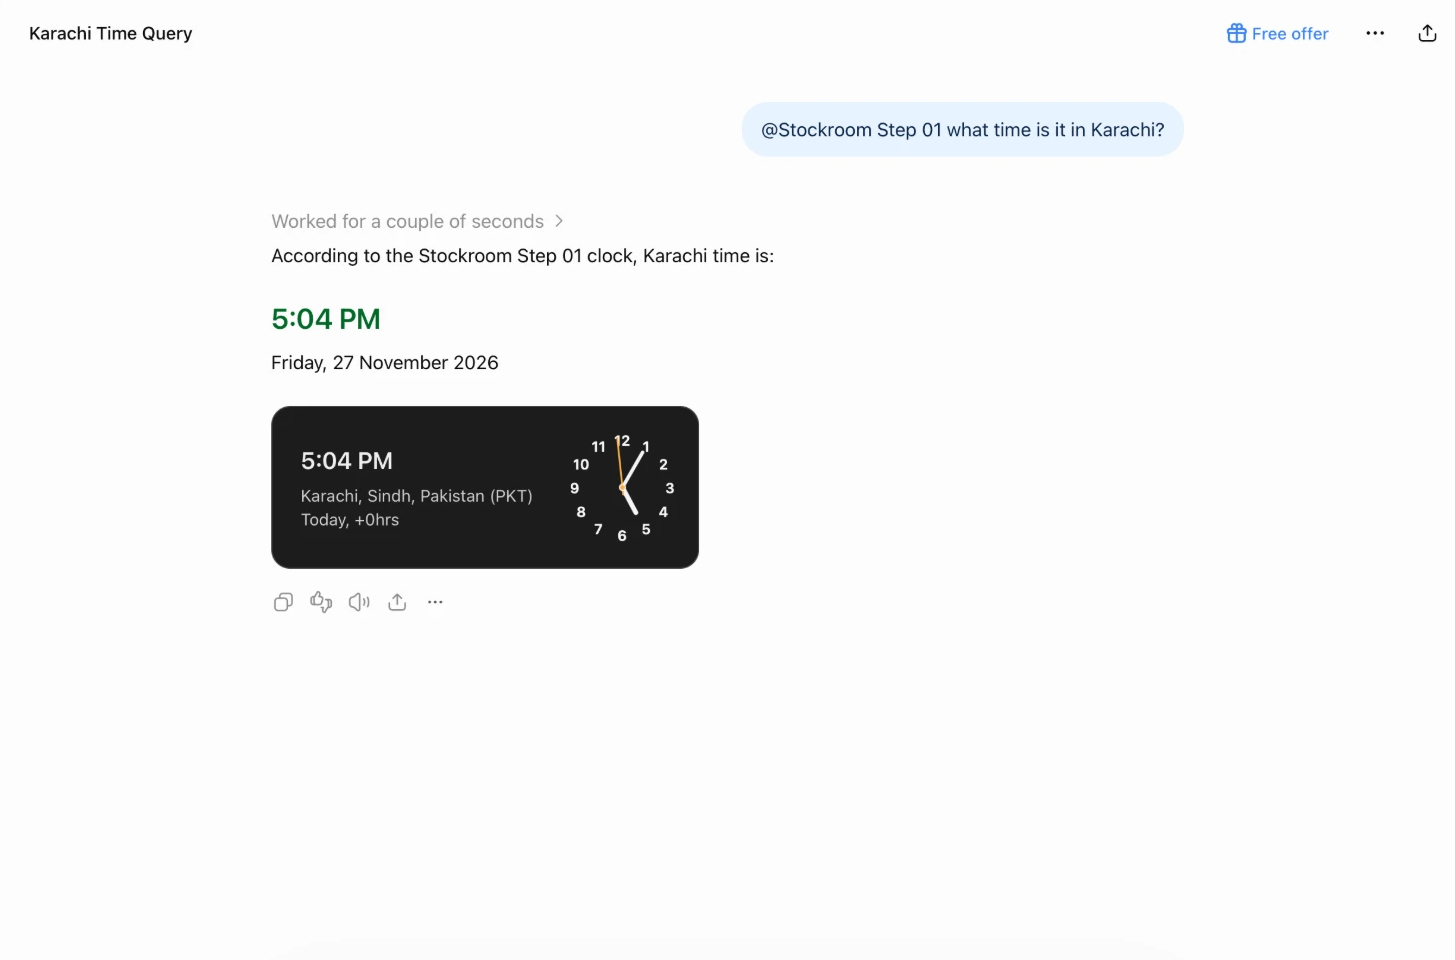 Karachi Time Query
Free offer
@Stockroom Step 01 what time is it in Karachi?
Worked for a couple of seconds
According to the Stockroom Step 01 clock, Karachi time is:
5:04 PM
Friday, 27 November 2026
5:04 PM
Karachi, Sindh, Pakistan (PKT)
Today, +0hrs
12
1
2
3
4
5
6
7
8
9
10
11